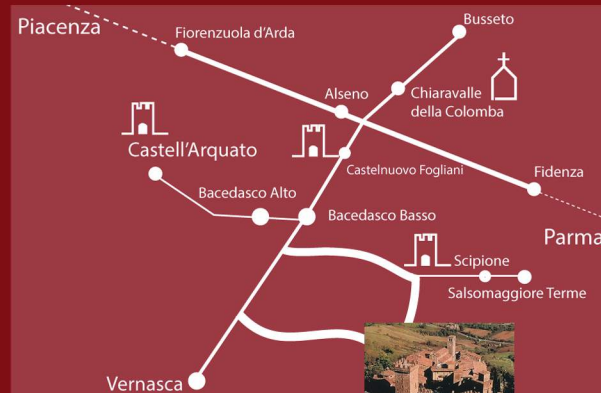 Busseto
Piacenza
Fiorenzuola d'Arda
Chiaravalle
della Colomba
Alseno
Castell'Arquato
Castelnuovo Fogliani
Fidenza
Bacedasco Alto
Bacedasco Basso
Parma
Scipione
Salsomaggiore Terme
Vernasca